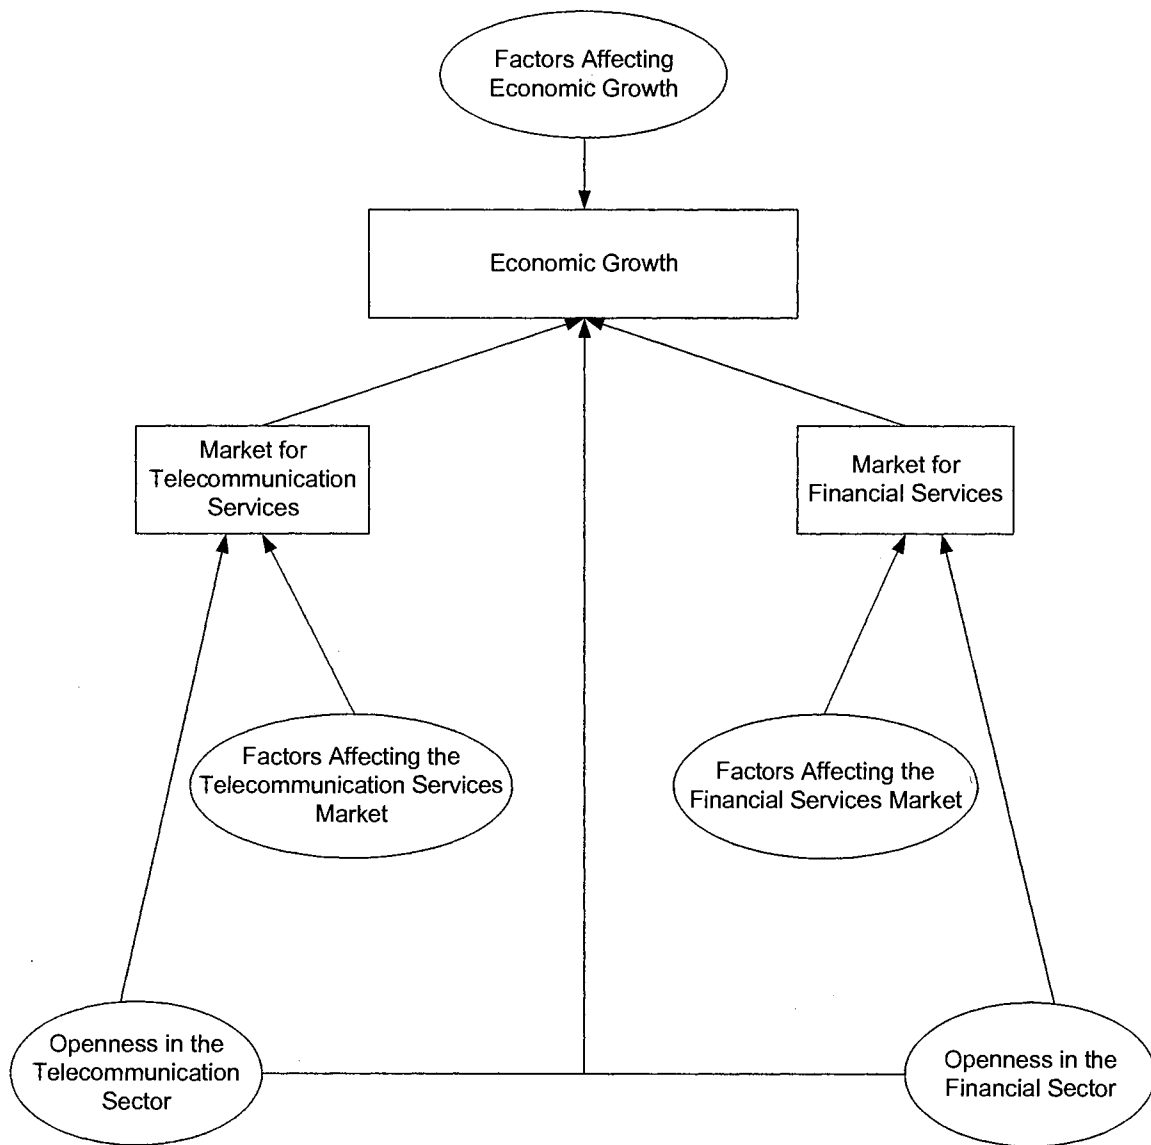 Factors Affecting
Economic Growth
Economic Growth
Market for
Telecommunication
Services
Market for
Financial Services
Factors Affecting the
Telecommunication Services
Market
Factors Affecting the
Financial Services Market
Openness in the
Telecommunication
Sector
Openness in the
Financial Sector